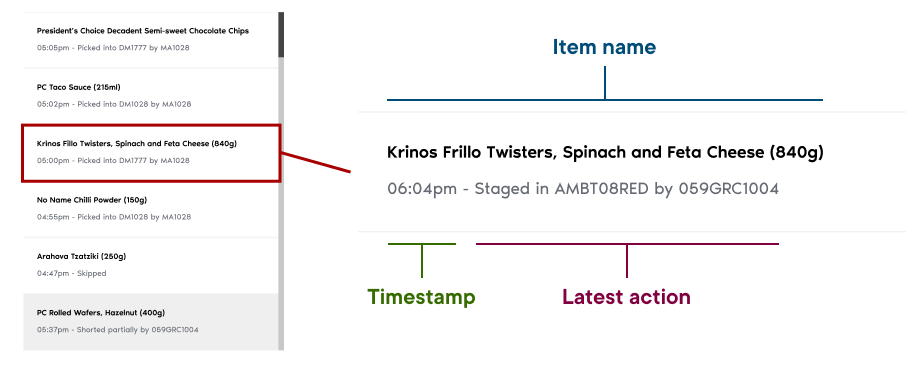 President's Choice Decadent Semi-sweet Chocolate Chips
05:05pm - Picked into DM1777 by MA1028
PC Taco Sauce (215ml)
05:02pm - Picked into DM1028 by MA1028
Krinos Fillo Twisters, Spinach and Feta Cheese (840g)
05:00pm - Picked into DM1777 by MA1028
No Name Chilli Powder (150g)
04:55pm - Picked into DM1028 by MA1028
Arahova Tzatziki (250g)
04:47pm - Skipped
PC Rolled Wafers, Hazelnut (400g)
05:37pm - Shorted partially by 059GRC1004
Item name
Krinos Frillo Twisters, Spinach and Feta Cheese (840g)
06:04pm - Staged in AMBT08RED by 059GRC1004
Timestamp
Latest action